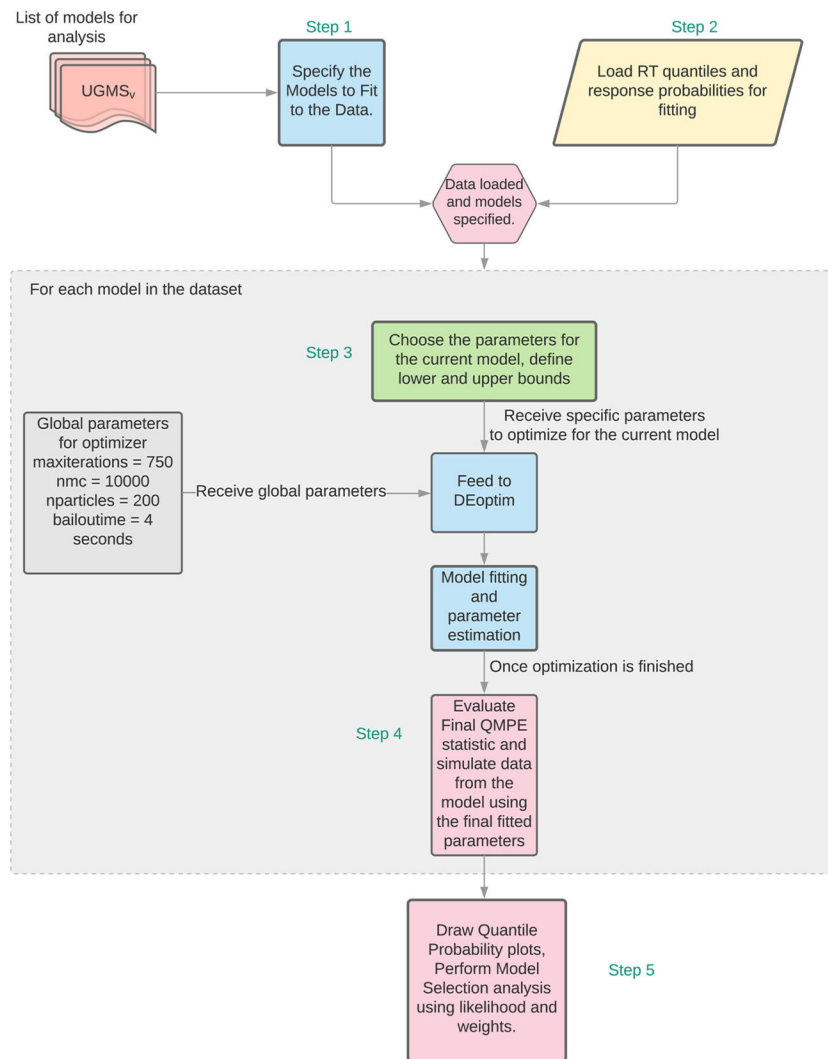 List of models for
analysis
UGMSv
Step 1
Specify the
Models to Fit
to the Data.
Step 2
Load RT quantiles and
response probabilities for
fitting
Data loaded
and models
specified.
For each model in the dataset
Step 3
Choose the parameters for
the current model, define
lower and upper bounds
Receive specific parameters
to optimize for the current model
Global parameters
for optimizer
maxiterations = 750
nmc = 10000
nparticles = 200
bailoutime = 4
seconds
Receive global parameters
Feed to
DEoptim
Model fitting
and
parameter
estimation
Once optimization is finished
Step 4
Evaluate
Final QMPE
statistic and
simulate data
from the
model using
the final fitted
parameters
Draw Quantile
Probability plots,
Perform Model
Selection analysis
using likelihood and
weights.
Step 5